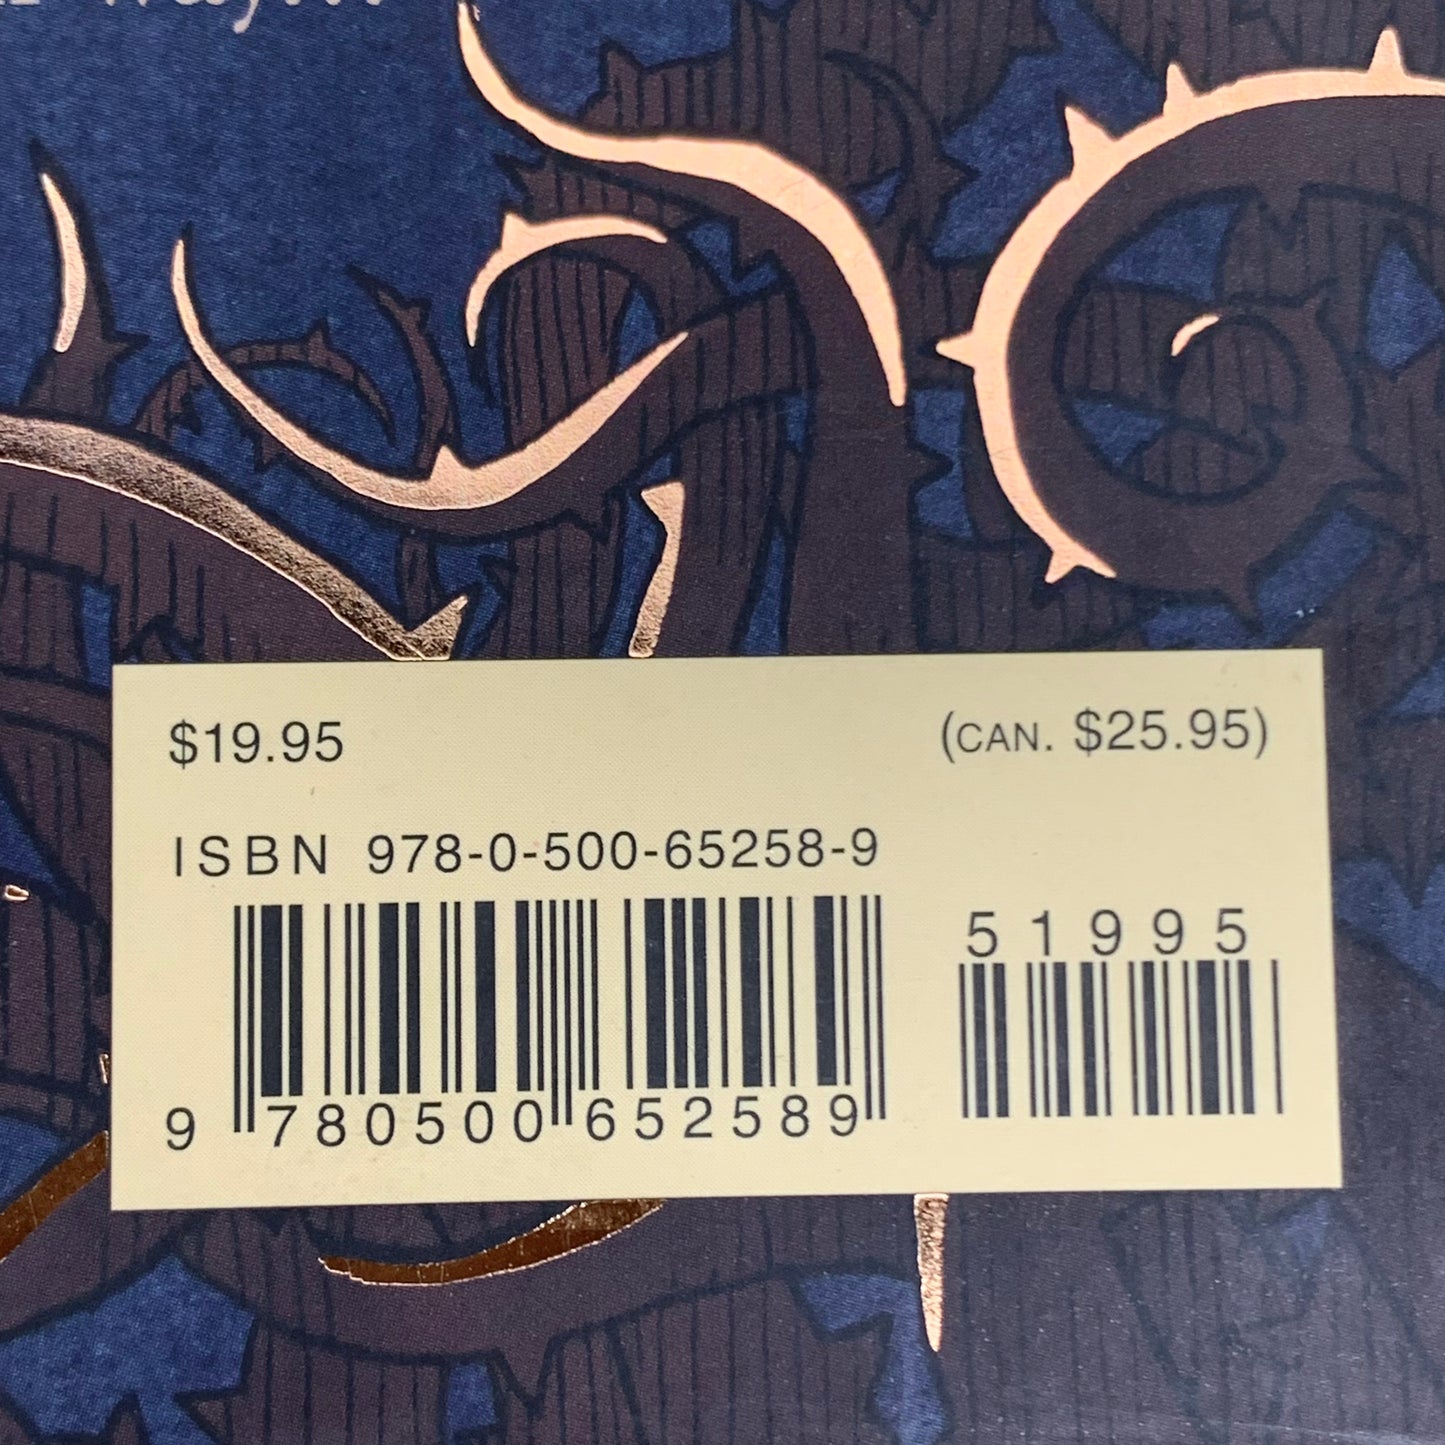 $19.95 (CAN. $25.95)
ISBN 978-0-500-65258-9
51995
9 780500 652589